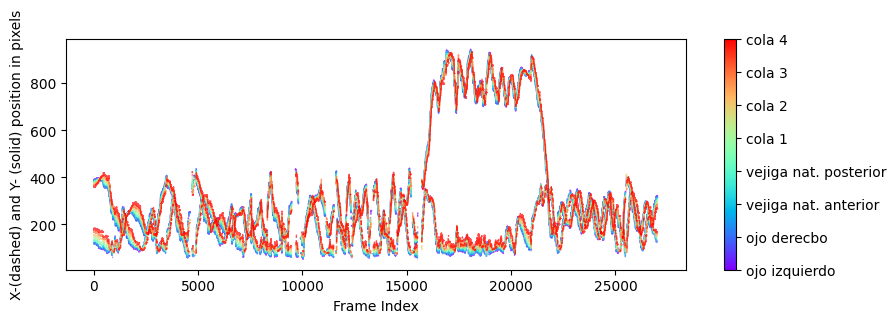 X-(dashed) and Y- (solid) position in pixels
800
600
400
200
0
5000
10000
15000
20000
25000
Frame Index
cola 4
cola 3
cola 2
cola 1
vejiga nat. posterior
vejiga nat. anterior
ojo derecbo
ojo izquierdo